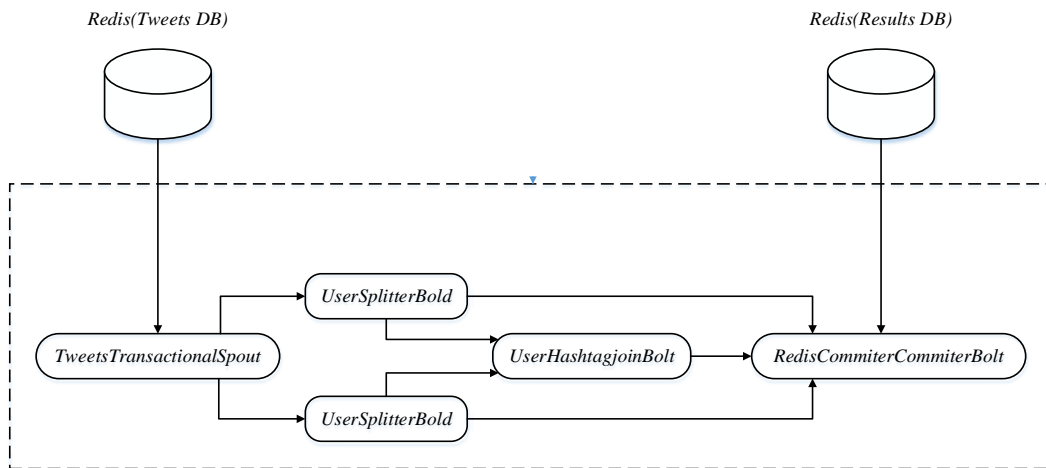 Redis(Tweets DB)
Redis(Results DB)
UserSplitterBold
TweetsTransactionalSpout
UserHashtagjoinBolt
RedisCommiterCommiterBolt
UserSplitterBold